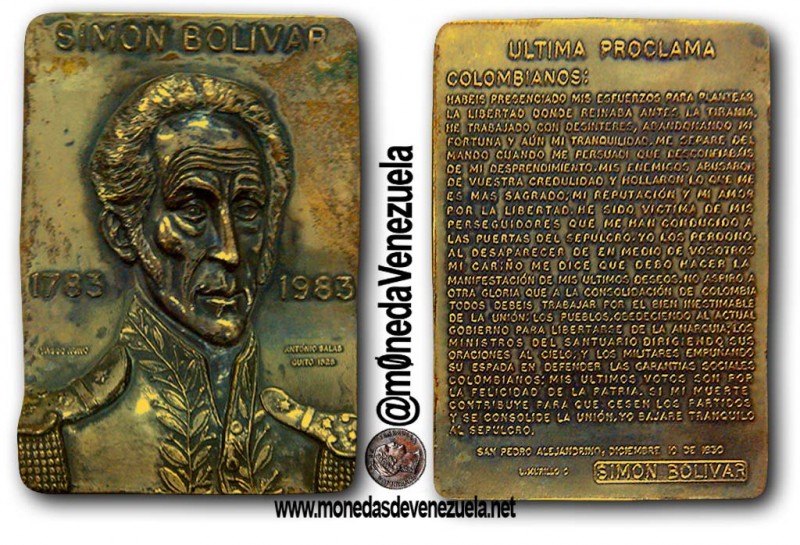 SIMON BOLIVAR
1783 1983
ANTONIO SALAS
QUITO 1825
@m0nedaVenezuela
www.monedasdevenezuela.net
ULTIMA PROCLAMA
COLOMBIANOS:
HABEIS PRESENCIADO MIS ESFUERZOS PARA PLANTEAR
LA LIBERTAD DONDE REINABA ANTES LA TIRANIA,
HE TRABAJADO CON DESINTERES, ABANDONANDO MI
FORTUNA Y AÚN MI TRANQUILIDAD. ME SEPARE DEL
MANDO CUANDO ME PERSUADI QUE DESCONFIABAIS
DE MI DESPRENDIMIENTO. MIS ENEMIGOS ABUSARON
DE VUESTRA CREDULIDAD Y HOLLARON LO QUE ME
ES MAS SAGRADO; MI REPUTACIÓN Y MI AMOR
POR LA LIBERTAD. HE SIDO VICTIMA DE MIS
PERSEGUIDORES QUE ME HAN CONDUCIDO A
LAS PUERTAS DEL SEPULCRO. YO LOS PERDONO.
AL DESAPARECER DE EN MEDIO DE VOSOTROS
MI CARIÑO ME DICE QUE DEBO HACER LA
MANIFESTACIÓN DE MIS ULTIMOS DESEOS. NO ASPIRO A
OTRA GLORIA QUE A LA CONSOLIDACIÓN DE COLOMBIA
TODOS DEBEIS TRABAJAR POR EL BIEN INESTIMABLE
DE LA UNIÓN: LOS PUEBLOS, OBEDECIENDO AL ACTUAL
GOBIERNO PARA LIBERTARSE DE LA ANARQUIA; LOS
MINISTROS DEL SANTUARIO DIRIGIENDO SUS
ORACIONES AL CIELO; Y LOS MILITARES EMPUÑANDO
SU ESPADA EN DEFENDER LAS GARANTIAS SOCIALES
COLOMBIANOS; MIS ULTIMOS VOTOS SON POR
LA FELICIDAD DE LA PATRIA. SI MI MUERTE
CONTRIBUYE PARA QUE CESEN LOS PARTIDOS
Y SE CONSOLIDE LA UNIÓN, YO BAJARE TRANQUILO
AL SEPULCRO.
SAN PEDRO ALEJANDRINO, DICIEMBRE 10 DE 1830
L. MURILLO
SIMON BOLIVAR